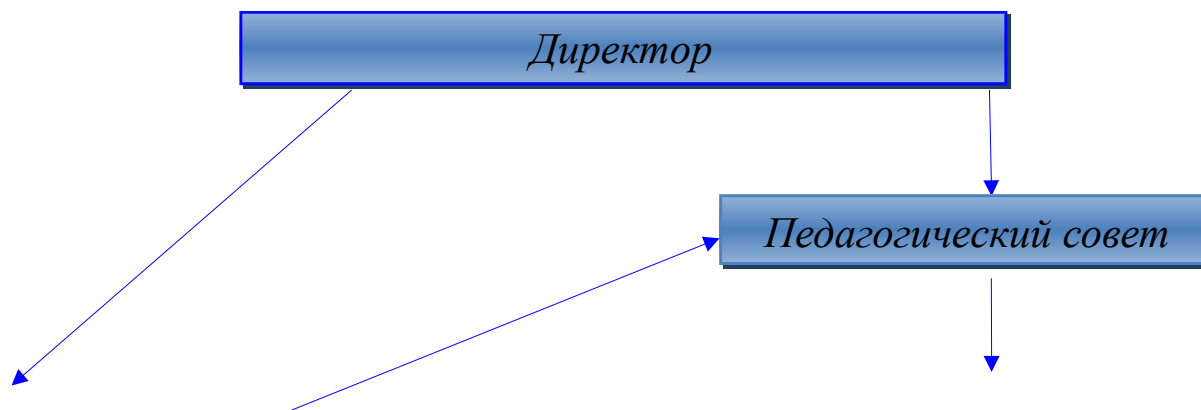 Директор
Педагогический совет